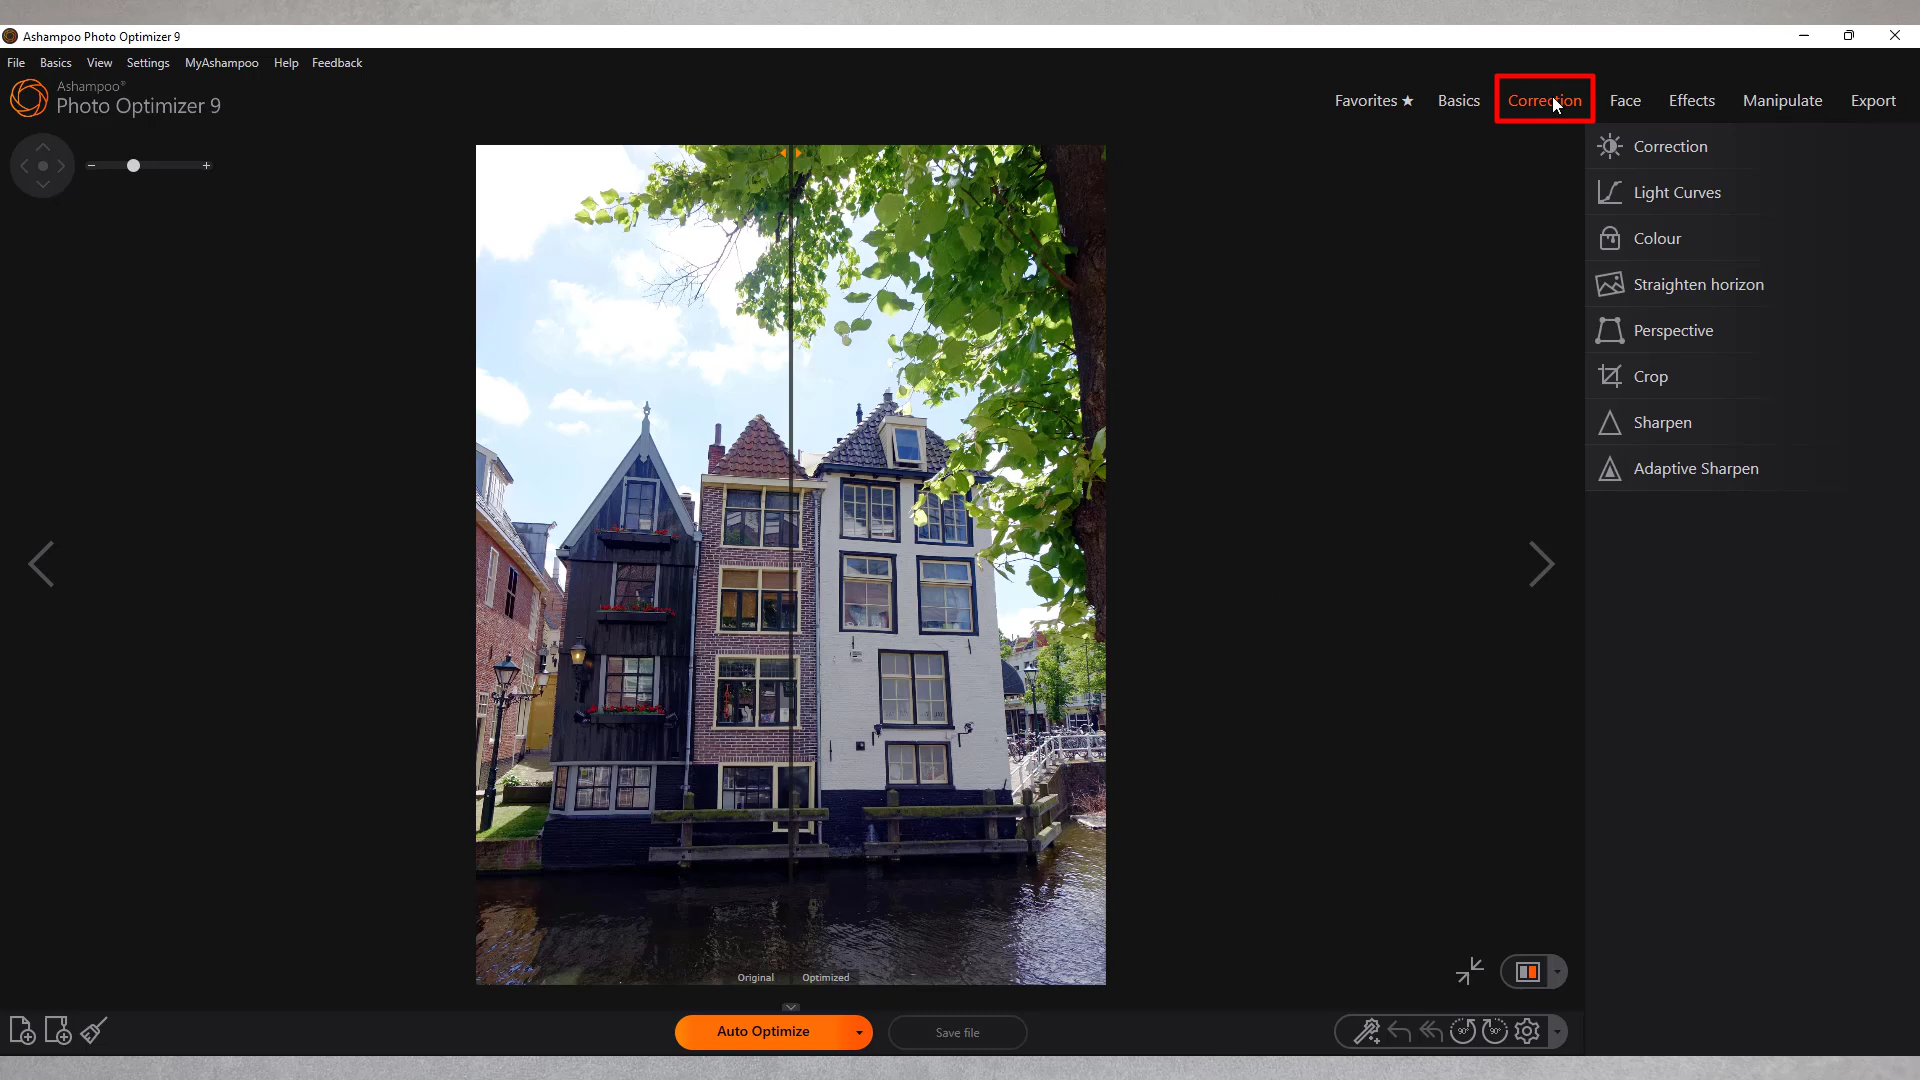 Ashampoo Photo Optimizer 9
File Basics View Settings MyAshampoo Help Feedback
Ashampoo®
Photo Optimizer 9
Favorites ★ Basics Correction Face Effects Manipulate Export
Correction
Light Curves
Colour
Straighten horizon
Perspective
Crop
Sharpen
Adaptive Sharpen
Original Optimized
Auto Optimize
Save file
90° 90°